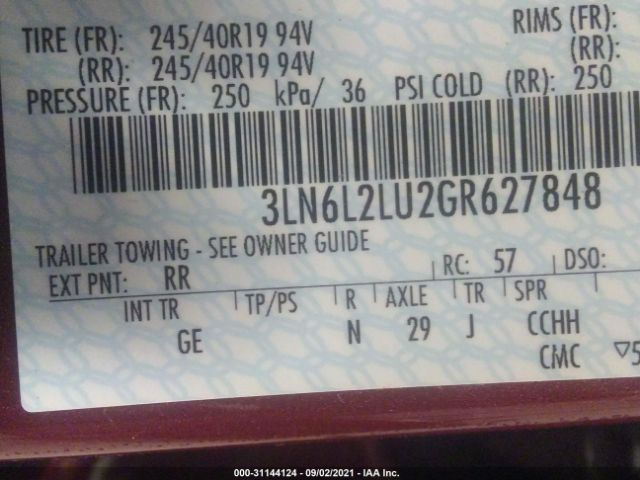 TIRE (FR): 245/40R19 94V RIMS (FR):
(RR): 245/40R19 94V (RR):
PRESSURE (FR): 250 kPa/ 36 PSI COLD (RR): 250
3LN6L2LU2GR627848
TRAILER TOWING - SEE OWNER GUIDE
EXT PNT: RR RC: 57 DSO:
INT TR TP/PS R AXLE TR SPR
GE N 29 J CCHH
CMC ▽5
000-31144124 - 09/02/2021 - IAA Inc.